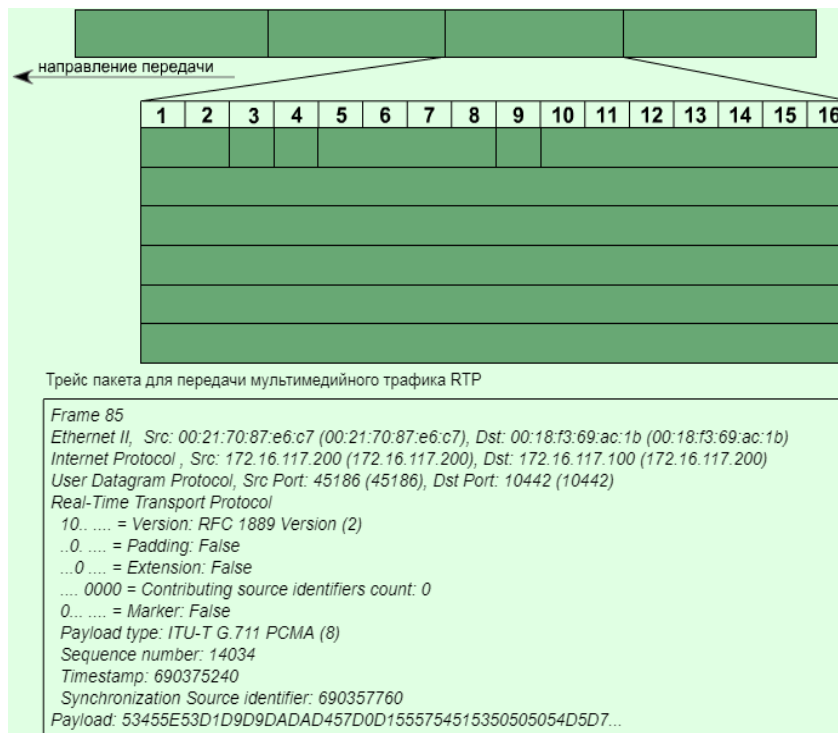 направление передачи
1 2 3 4 5 6 7 8 9 10 11 12 13 14 15 16
Трейс пакета для передачи мультимедийного трафика RTP
Frame 85
Ethernet II, Src: 00:21:70:87:e6:c7 (00:21:70:87:e6:c7), Dst: 00:18:f3:69:ac:1b (00:18:f3:69:ac:1b)
Internet Protocol , Src: 172.16.117.200 (172.16.117.200), Dst: 172.16.117.100 (172.16.117.200)
User Datagram Protocol, Src Port: 45186 (45186), Dst Port: 10442 (10442)
Real-Time Transport Protocol
10.. .... = Version: RFC 1889 Version (2)
..0. .... = Padding: False
...0 .... = Extension: False
.... 0000 = Contributing source identifiers count: 0
0... .... = Marker: False
Payload type: ITU-T G.711 PCMA (8)
Sequence number: 14034
Timestamp: 690375240
Synchronization Source identifier: 690357760
Payload: 53455E53D1D9D9DADAD457D0D1555754515350505054D5D7...